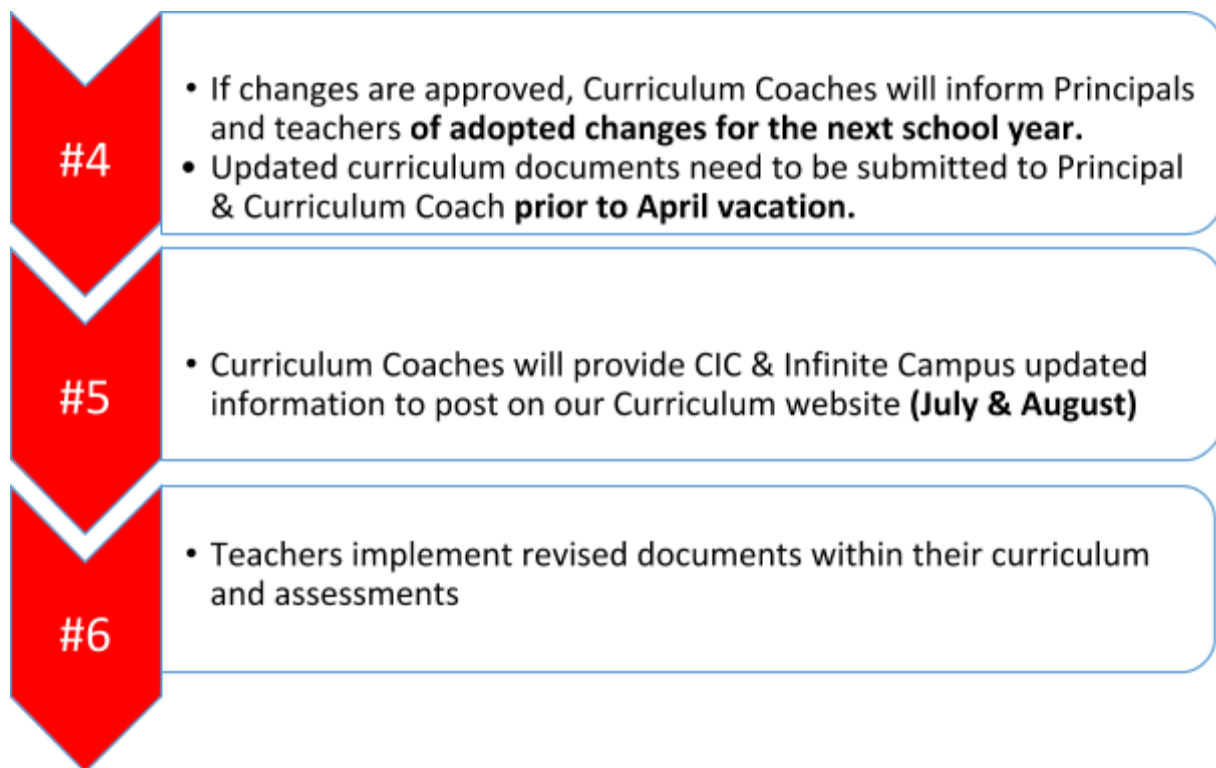 #4
• If changes are approved, Curriculum Coaches will inform Principals
and teachers of adopted changes for the next school year.
• Updated curriculum documents need to be submitted to Principal
& Curriculum Coach prior to April vacation.
#5
• Curriculum Coaches will provide CIC & Infinite Campus updated
information to post on our Curriculum website (July & August)
#6
• Teachers implement revised documents within their curriculum
and assessments